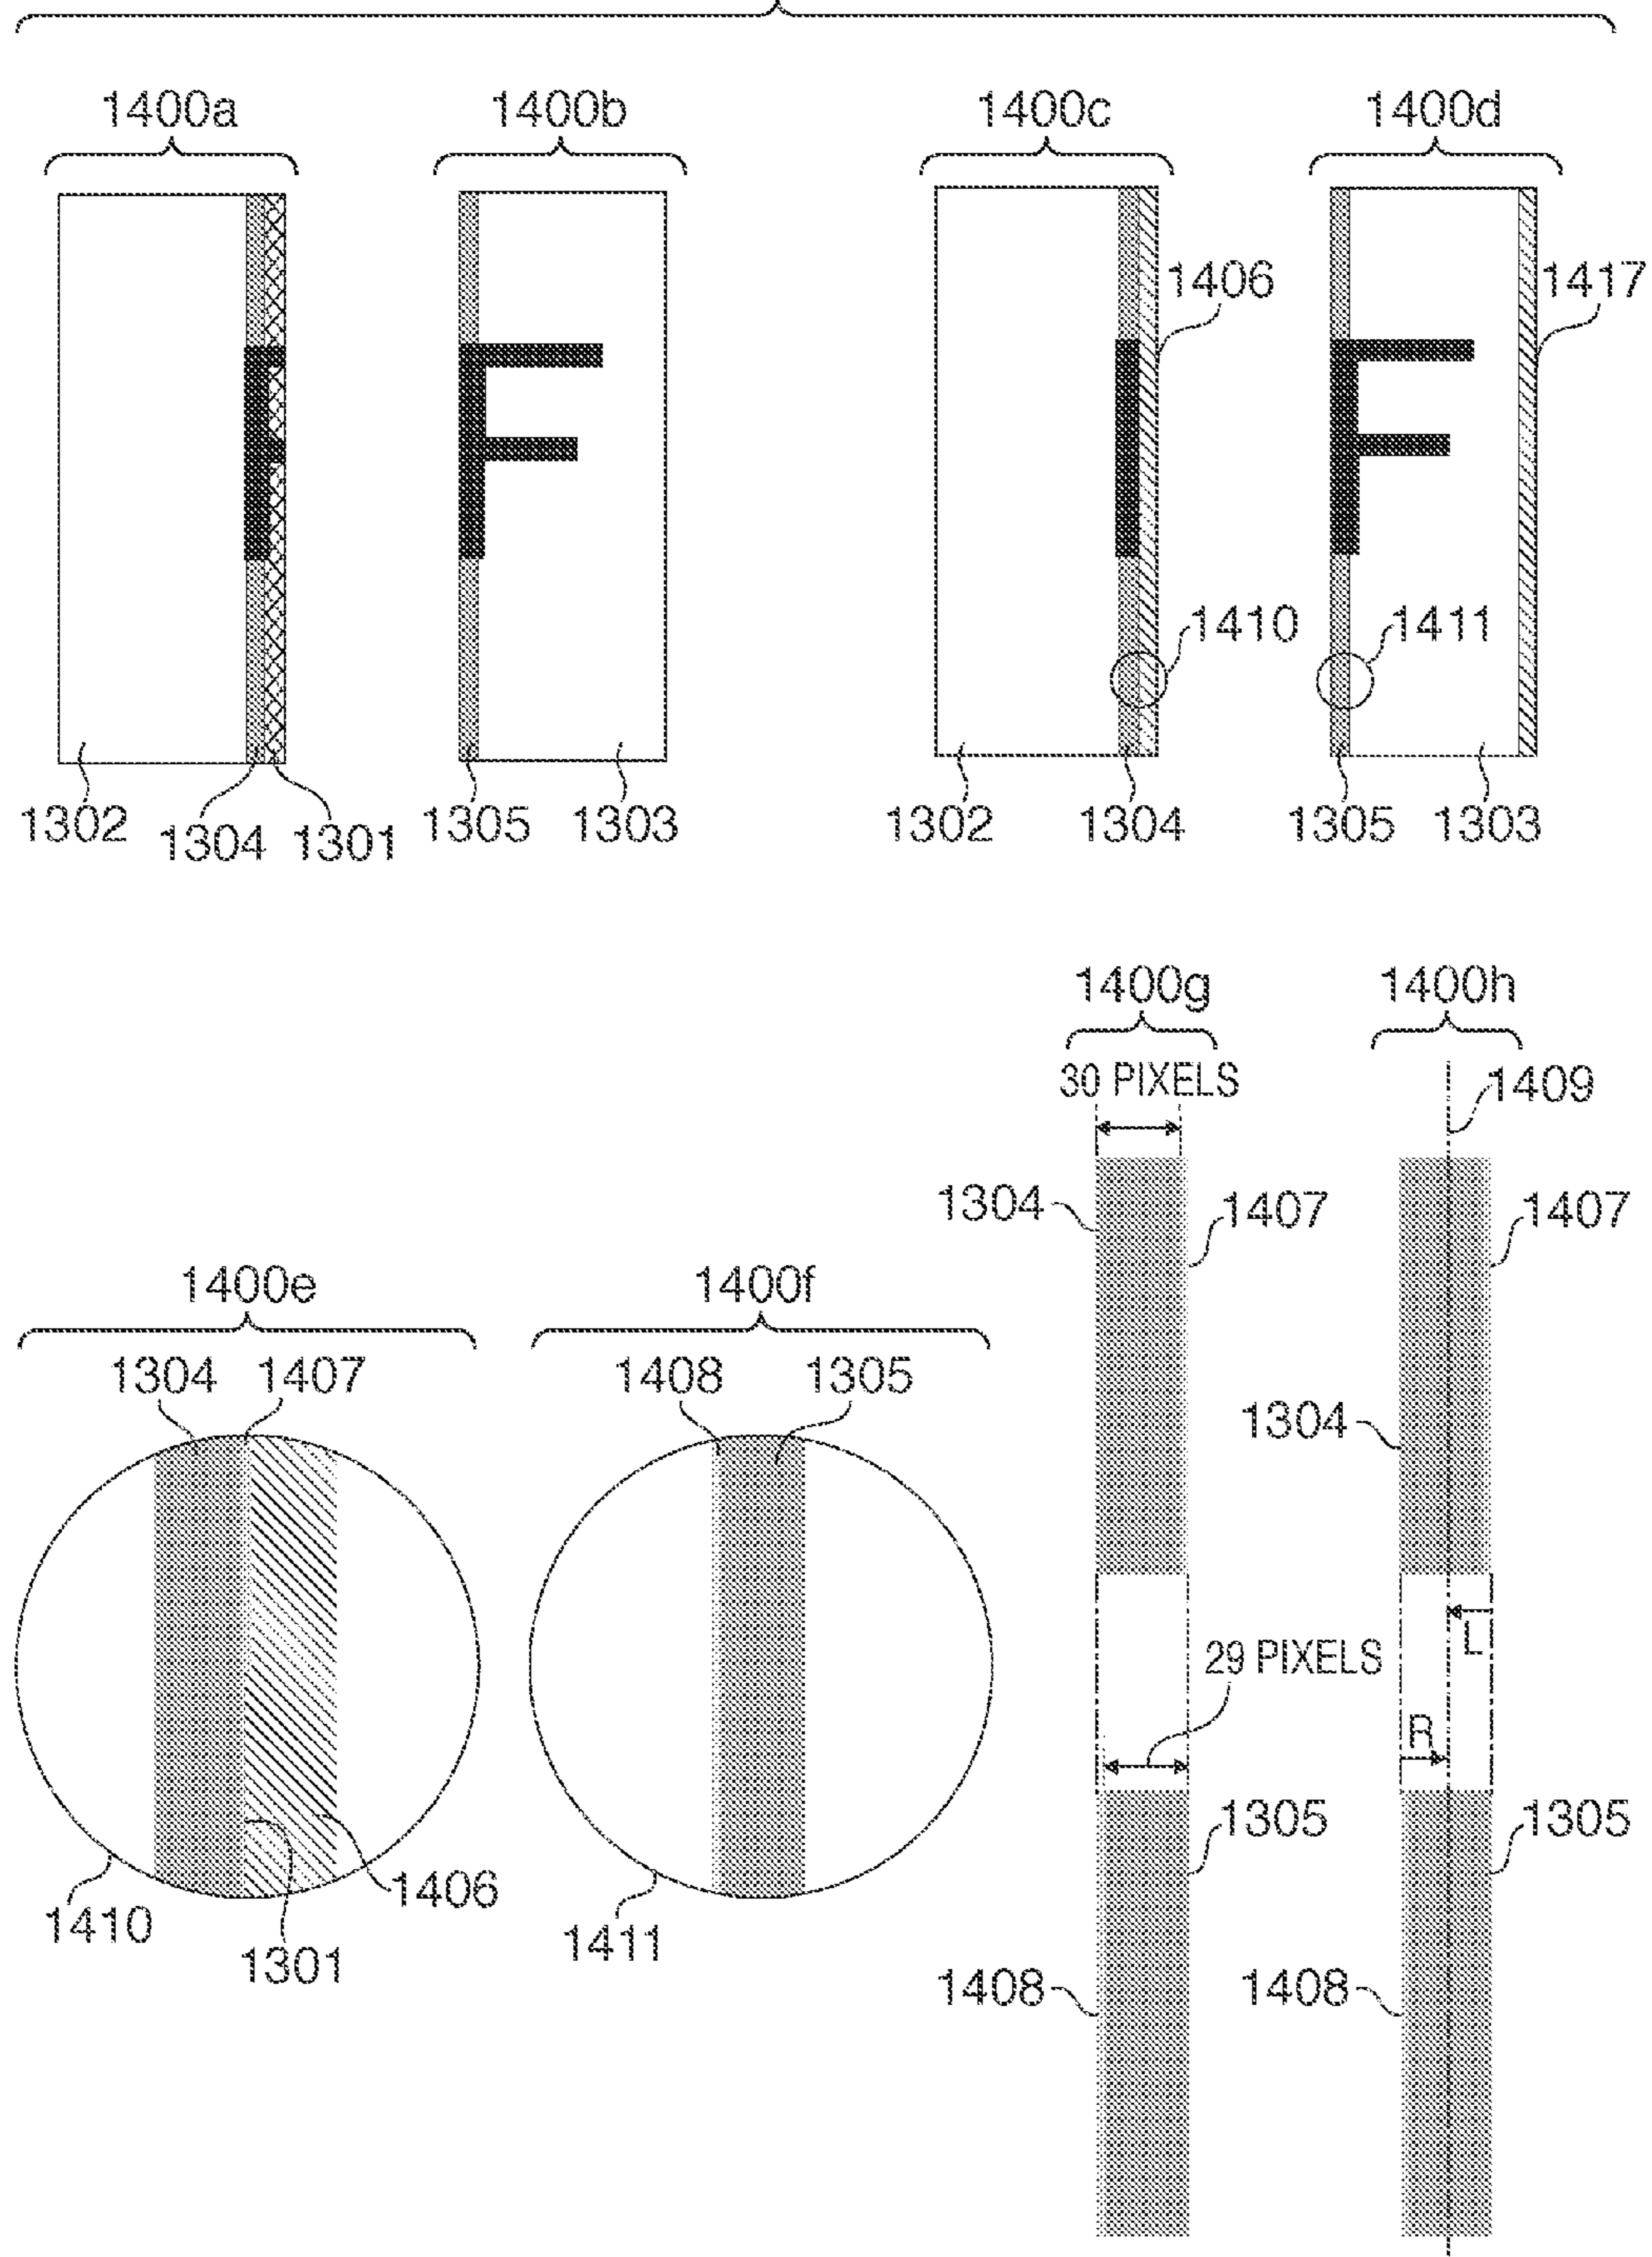 1400a 1400b 1400c 1400d
F F F
1406 1417
1410 1411
1302 1304 1301 1305 1303 1302 1304 1305 1303
1400g 1400h
30 PIXELS
1409
1304 1407 1407
1400e 1400f
1304 1407 1408 1305
1304
L
29 PIXELS
R
1305 1305
1410 1301 1406 1411
1408 1408